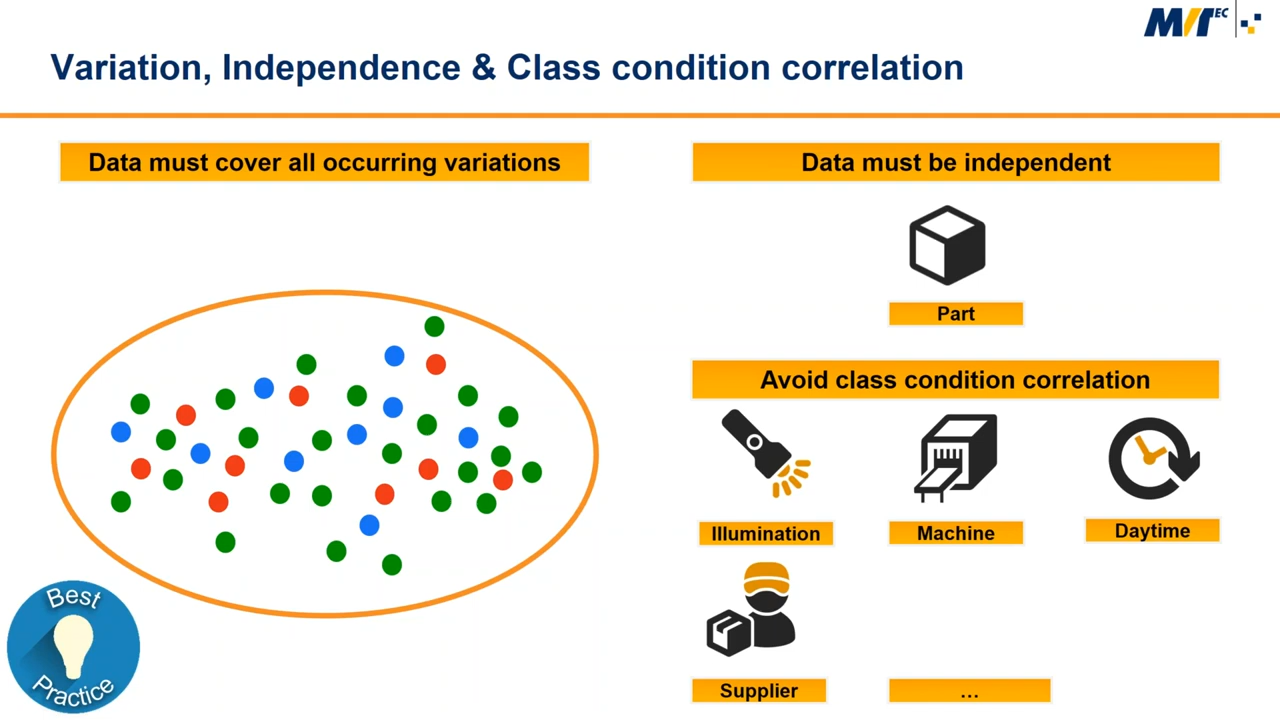 MVTEC
Variation, Independence & Class condition correlation
Data must cover all occurring variations
Data must be independent
Part
Avoid class condition correlation
Illumination
Machine
Daytime
Supplier
...
Best
Practice